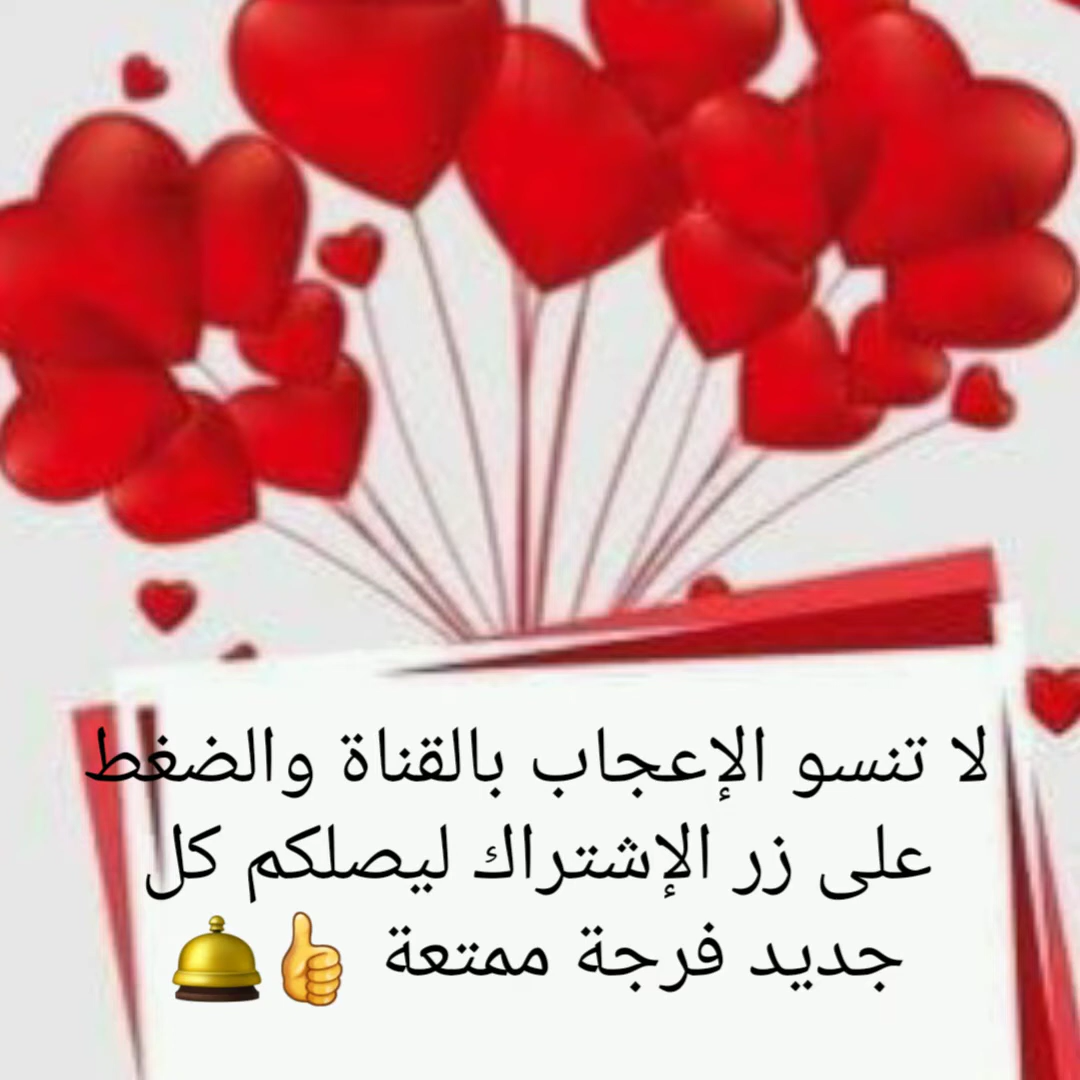 لا تنسو الإعجاب بالقناة والضغط
على زر الإشتراك ليصلكم كل
جديد فرجة ممتعة 👍🛎